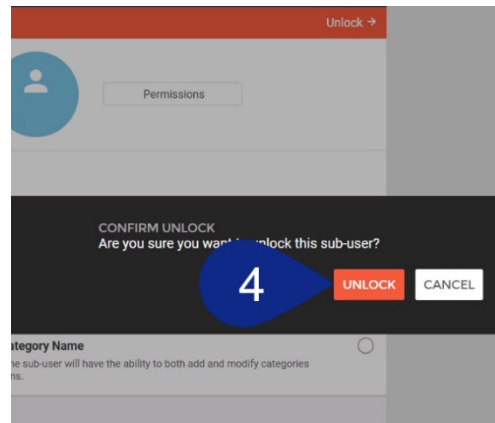 Unlock →
Permissions
CONFIRM UNLOCK
Are you sure you want unlock this sub-user?
4
UNLOCK
CANCEL
ategory Name
e sub-user will have the ability to both add and modify categories
ns.